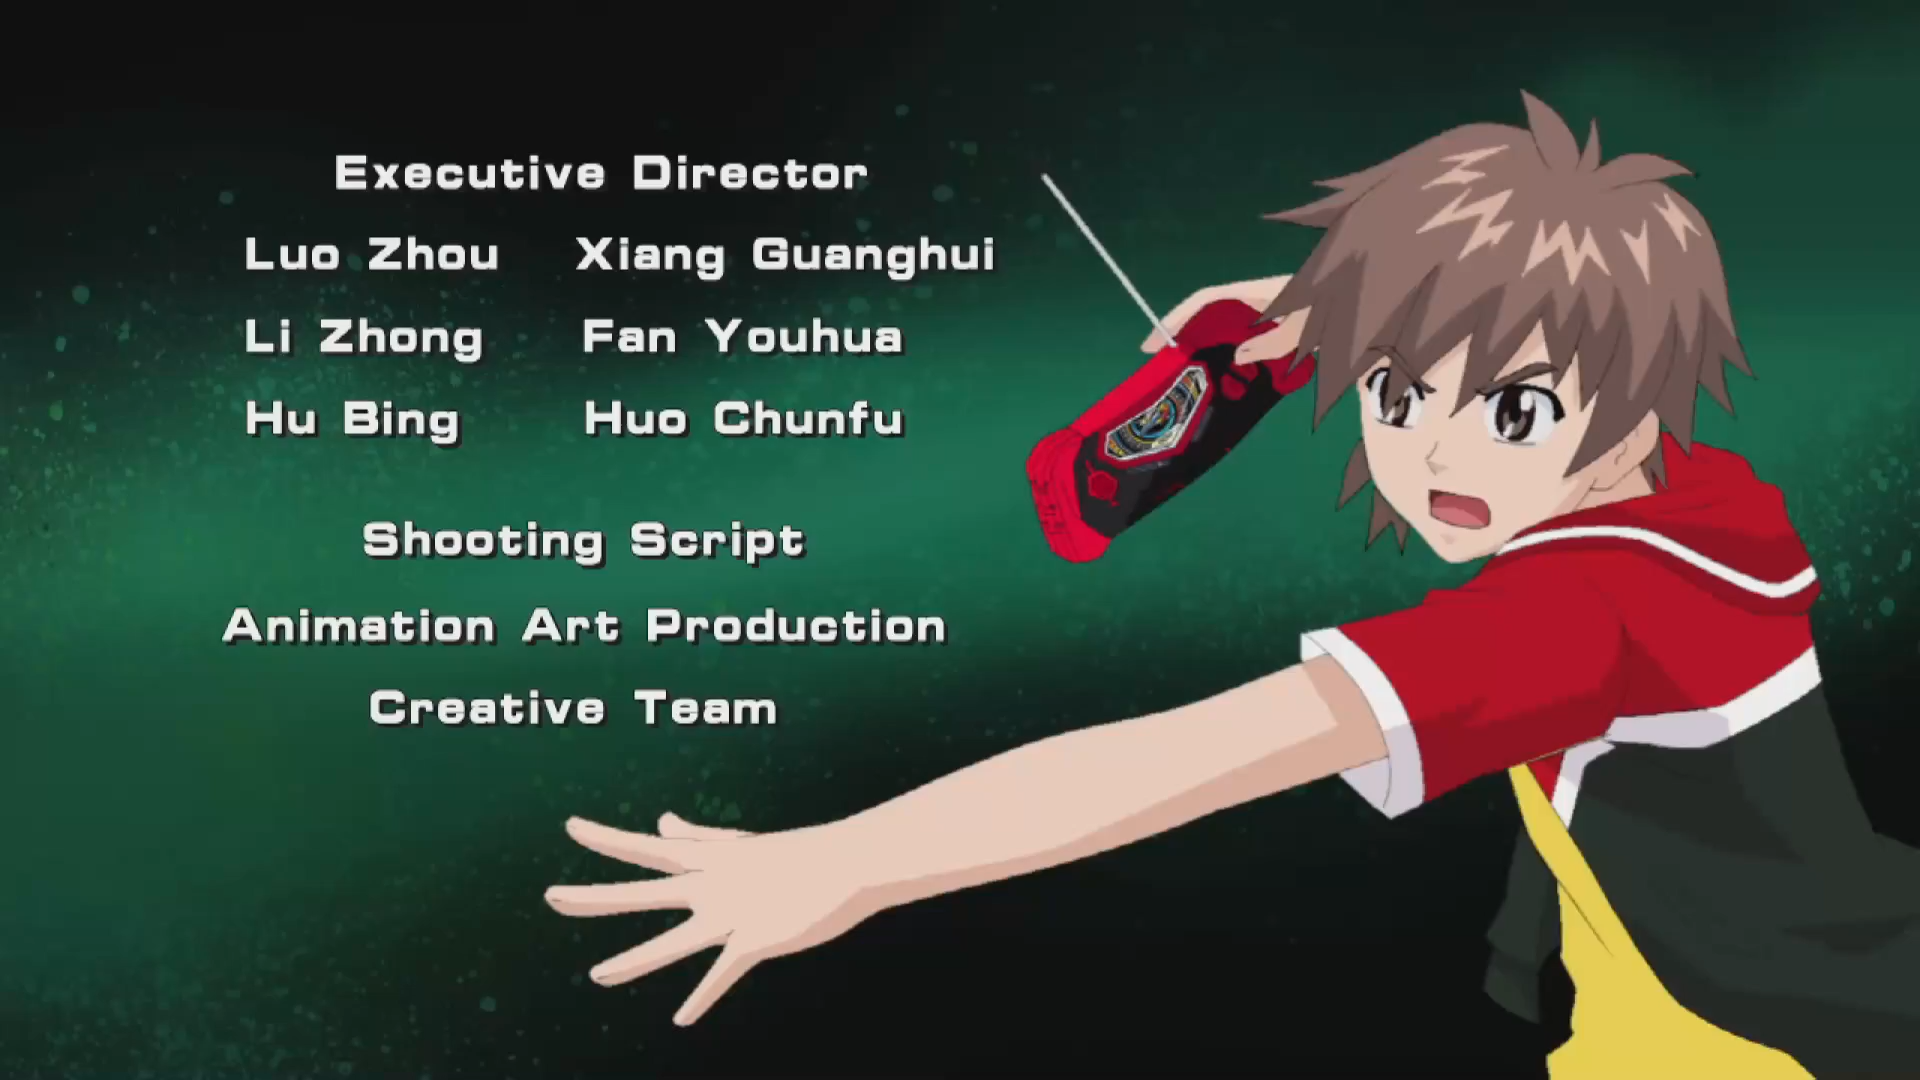 Executive Director
Luo Zhou Xiang Guanghui
Li Zhong Fan Youhua
Hu Bing Huo Chunfu
Shooting Script
Animation Art Production
Creative Team